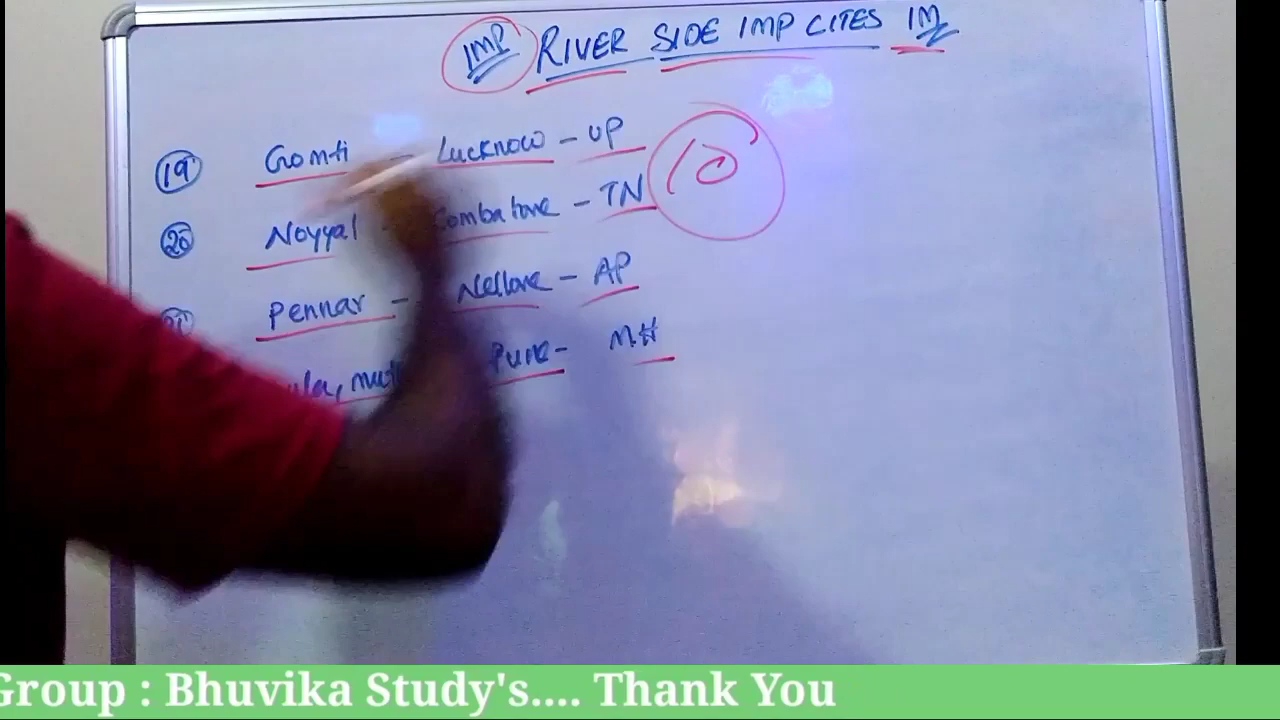 IMP RIVER SIDE IMP CITES IM
19 Gomti - Lucknow - UP
20 Noyyal - Combatore - TN 10
21 Pennar - Nellore - AP
Pune - M.H
Group : Bhuvika Study's.... Thank You